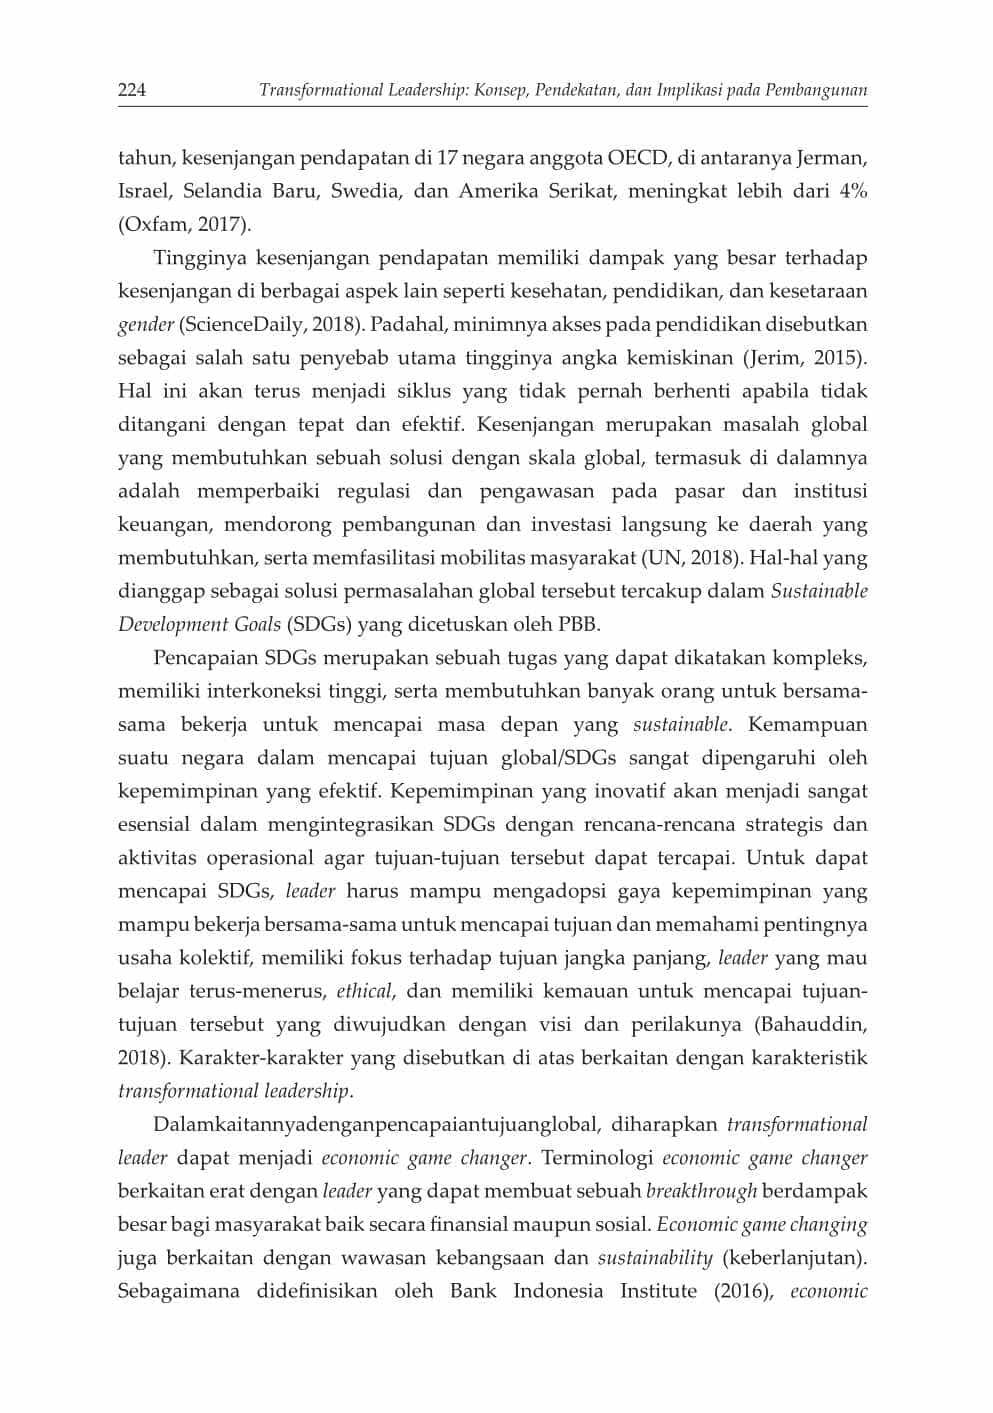 224 Transformational Leadership: Konsep, Pendekatan, dan Implikasi pada Pembangunan
tahun, kesenjangan pendapatan di 17 negara anggota OECD, di antaranya Jerman,
Israel, Selandia Baru, Swedia, dan Amerika Serikat, meningkat lebih dari 4%
(Oxfam, 2017).
Tingginya kesenjangan pendapatan memiliki dampak yang besar terhadap
kesenjangan di berbagai aspek lain seperti kesehatan, pendidikan, dan kesetaraan
gender (ScienceDaily, 2018). Padahal, minimnya akses pada pendidikan disebutkan
sebagai salah satu penyebab utama tingginya angka kemiskinan (Jerim, 2015).
Hal ini akan terus menjadi siklus yang tidak pernah berhenti apabila tidak
ditangani dengan tepat dan efektif. Kesenjangan merupakan masalah global
yang membutuhkan sebuah solusi dengan skala global, termasuk di dalamnya
adalah memperbaiki regulasi dan pengawasan pada pasar dan institusi
keuangan, mendorong pembangunan dan investasi langsung ke daerah yang
membutuhkan, serta memfasilitasi mobilitas masyarakat (UN, 2018). Hal-hal yang
dianggap sebagai solusi permasalahan global tersebut tercakup dalam Sustainable
Development Goals (SDGs) yang dicetuskan oleh PBB.
Pencapaian SDGs merupakan sebuah tugas yang dapat dikatakan kompleks,
memiliki interkoneksi tinggi, serta membutuhkan banyak orang untuk bersama-
sama bekerja untuk mencapai masa depan yang sustainable. Kemampuan
suatu negara dalam mencapai tujuan global/SDGs sangat dipengaruhi oleh
kepemimpinan yang efektif. Kepemimpinan yang inovatif akan menjadi sangat
esensial dalam mengintegrasikan SDGs dengan rencana-rencana strategis dan
aktivitas operasional agar tujuan-tujuan tersebut dapat tercapai. Untuk dapat
mencapai SDGs, leader harus mampu mengadopsi gaya kepemimpinan yang
mampu bekerja bersama-sama untuk mencapai tujuan dan memahami pentingnya
usaha kolektif, memiliki fokus terhadap tujuan jangka panjang, leader yang mau
belajar terus-menerus, ethical, dan memiliki kemauan untuk mencapai tujuan-
tujuan tersebut yang diwujudkan dengan visi dan perilakunya (Bahauddin,
2018). Karakter-karakter yang disebutkan di atas berkaitan dengan karakteristik
transformational leadership.
Dalamkaitannyadenganpencapaiantujuanglobal, diharapkan transformational
leader dapat menjadi economic game changer. Terminologi economic game changer
berkaitan erat dengan leader yang dapat membuat sebuah breakthrough berdampak
besar bagi masyarakat baik secara finansial maupun sosial. Economic game changing
juga berkaitan dengan wawasan kebangsaan dan sustainability (keberlanjutan).
Sebagaimana didefinisikan oleh Bank Indonesia Institute (2016), economic